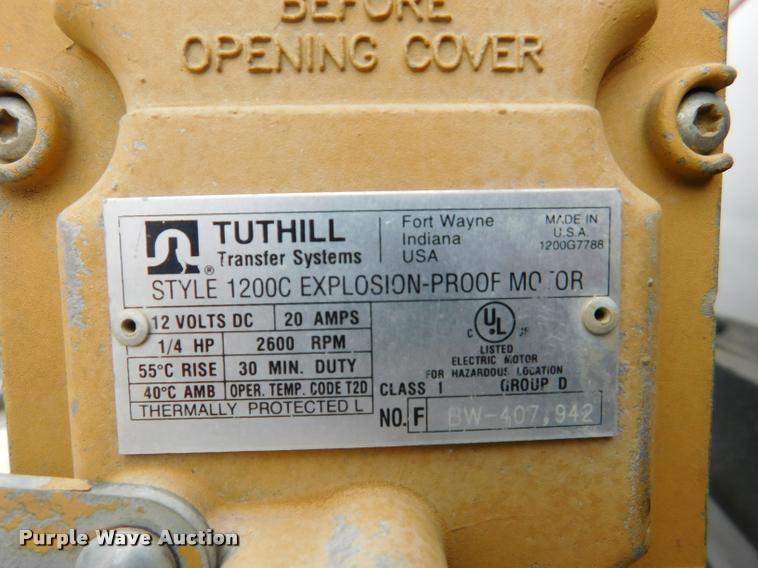 BEFORE
OPENING COVER
TUTHILL
Transfer Systems
®
Fort Wayne
Indiana
USA
MADE IN
U.S.A.
1200G7788
STYLE 1200C EXPLOSION-PROOF MOTOR
12 VOLTS DC 20 AMPS
1/4 HP 2600 RPM
55°C RISE 30 MIN. DUTY
40°C AMB OPER. TEMP. CODE T2D
THERMALLY PROTECTED L
C UL
LISTED
ELECTRIC MOTOR
FOR HAZARDOUS LOCATION
CLASS 1 GROUP D
NO. F BW-407,942
Purple Wave Auction